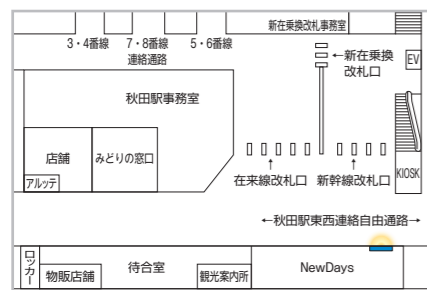 新在乗換改札事務室
3・4番線 7・8番線 5・6番線
連絡通路
←新在乗換
改札口
EV
秋田駅事務室
店舗
みどりの窓口
アルッテ
↑ ↑
在来線改札口 新幹線改札口
KIOSK
←秋田駅東西連絡自由通路→
ロッカー
物販店舗
待合室
観光案内所
NewDays